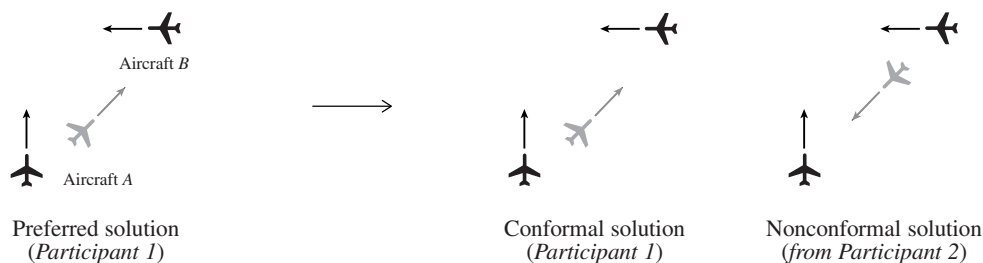 Aircraft B
Aircraft A
Preferred solution
(Participant 1)
Conformal solution
(Participant 1)
Nonconformal solution
(from Participant 2)